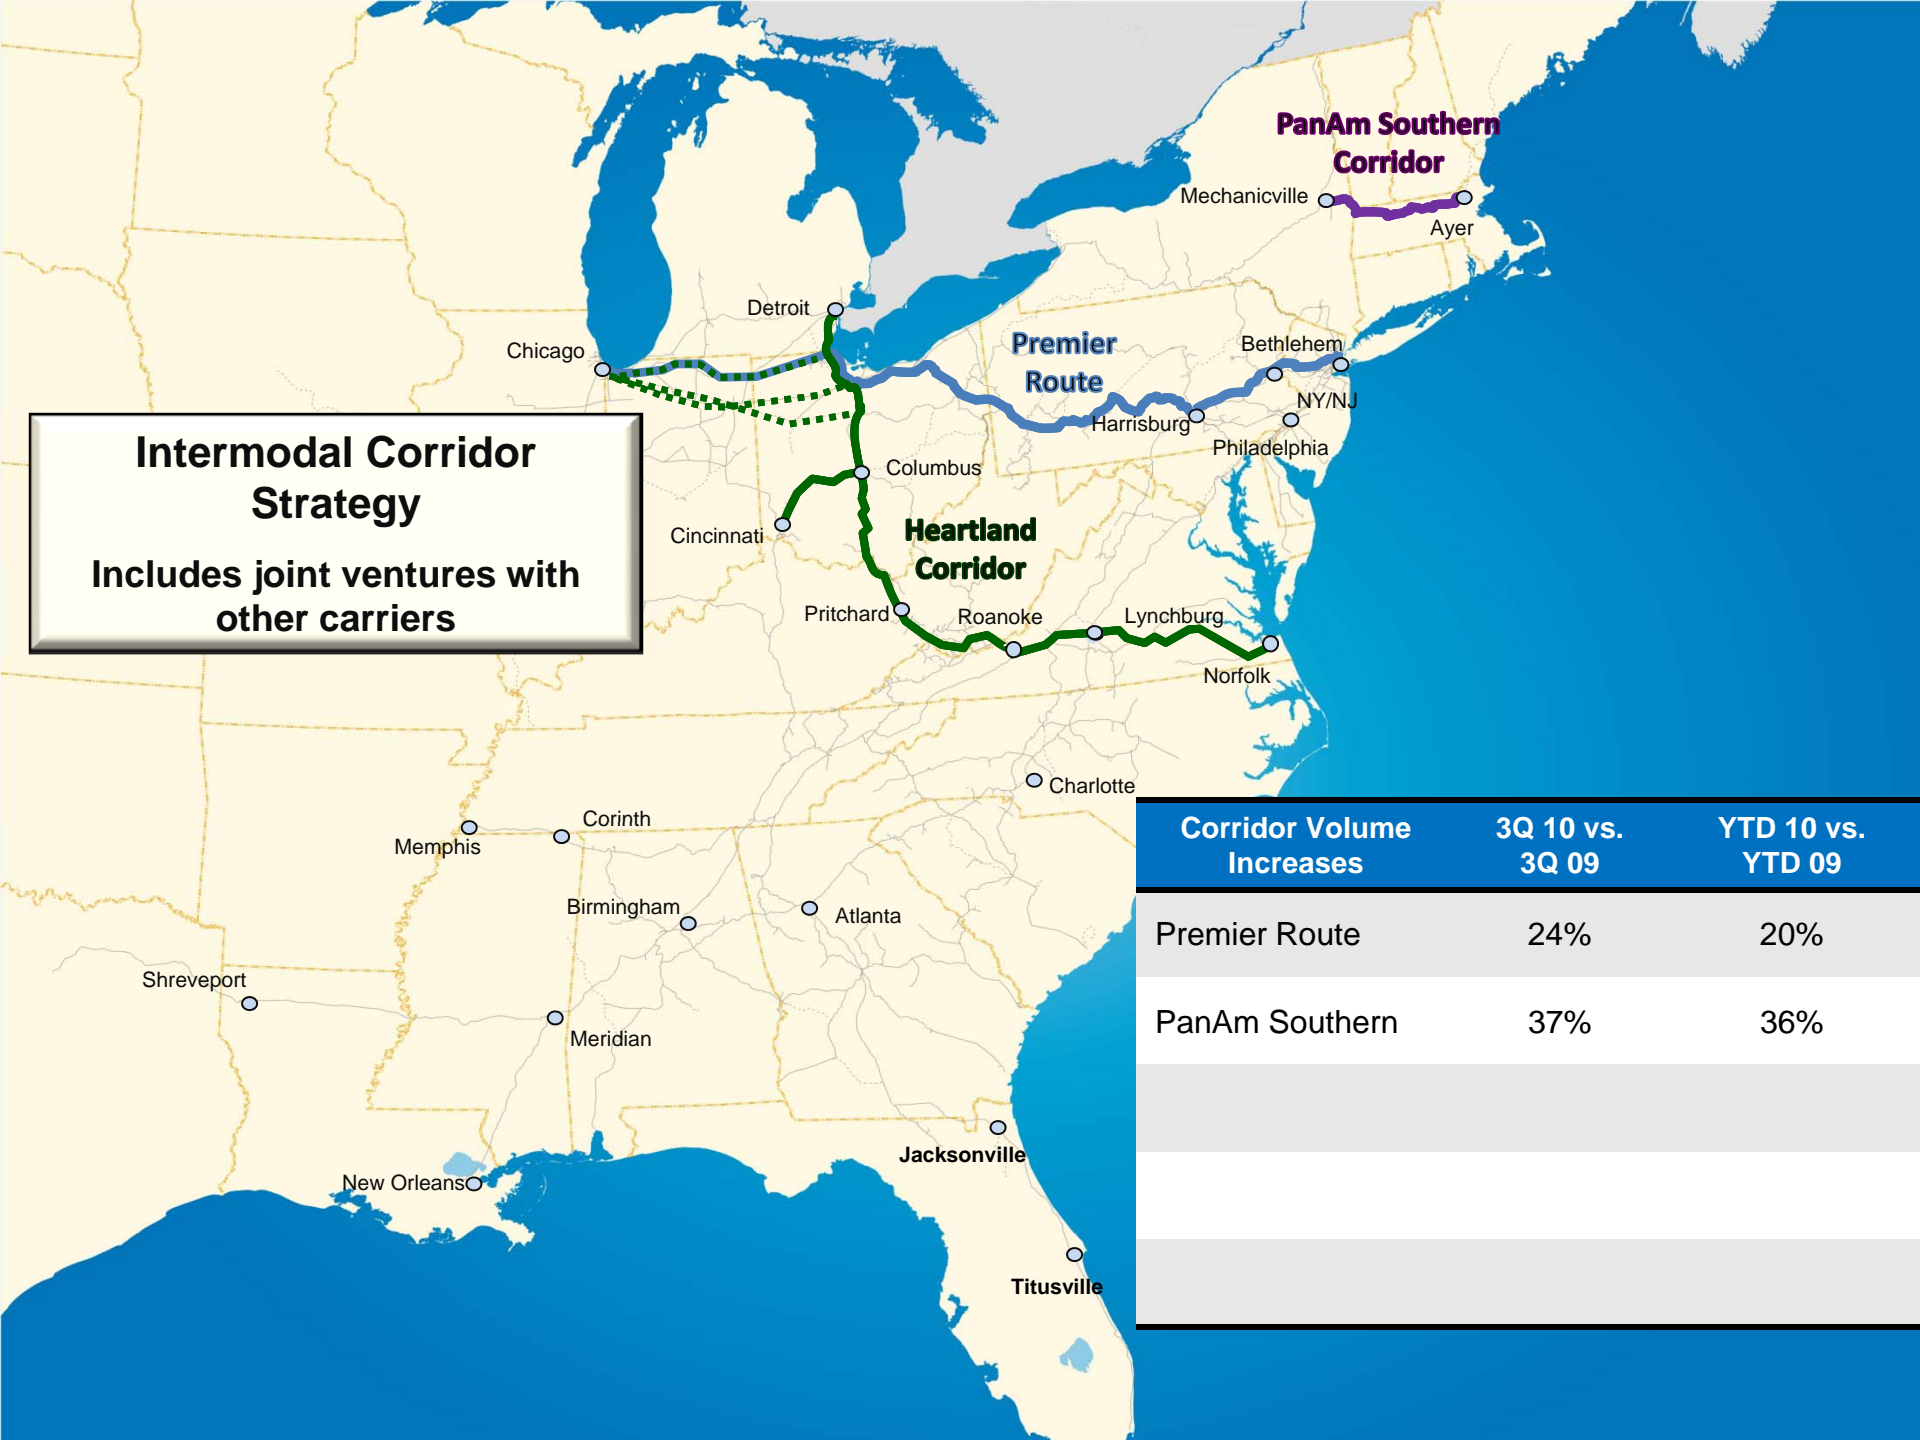 PanAm Southern
Corridor
Mechanicville
Ayer
Detroit
Chicago
Premier
Route
Bethlehem
NY/NJ
Harrisburg
Philadelphia
Intermodal Corridor
Strategy
Includes joint ventures with
other carriers
Columbus
Cincinnati
Heartland
Corridor
Pritchard
Roanoke
Lynchburg
Norfolk
Charlotte
Corinth
Memphis
Birmingham
Atlanta
Shreveport
Meridian
Jacksonville
New Orleans
Titusville
Corridor Volume
Increases
3Q 10 vs.
3Q 09
YTD 10 vs.
YTD 09
Premier Route 24% 20%
PanAm Southern 37% 36%